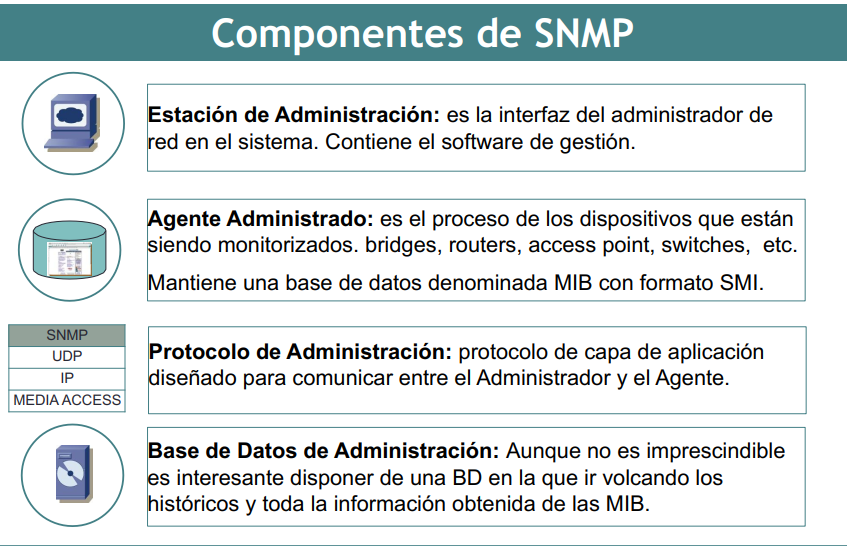 Componentes de SNMP
Estación de Administración: es la interfaz del administrador de
red en el sistema. Contiene el software de gestión.
Agente Administrado: es el proceso de los dispositivos que están
siendo monitorizados. bridges, routers, access point, switches, etc.
Mantiene una base de datos denominada MIB con formato SMI.
SNMP
UDP
IP
MEDIA ACCESS
Protocolo de Administración: protocolo de capa de aplicación
diseñado para comunicar entre el Administrador y el Agente.
Base de Datos de Administración: Aunque no es imprescindible
es interesante disponer de una BD en la que ir volcando los
históricos y toda la información obtenida de las MIB.